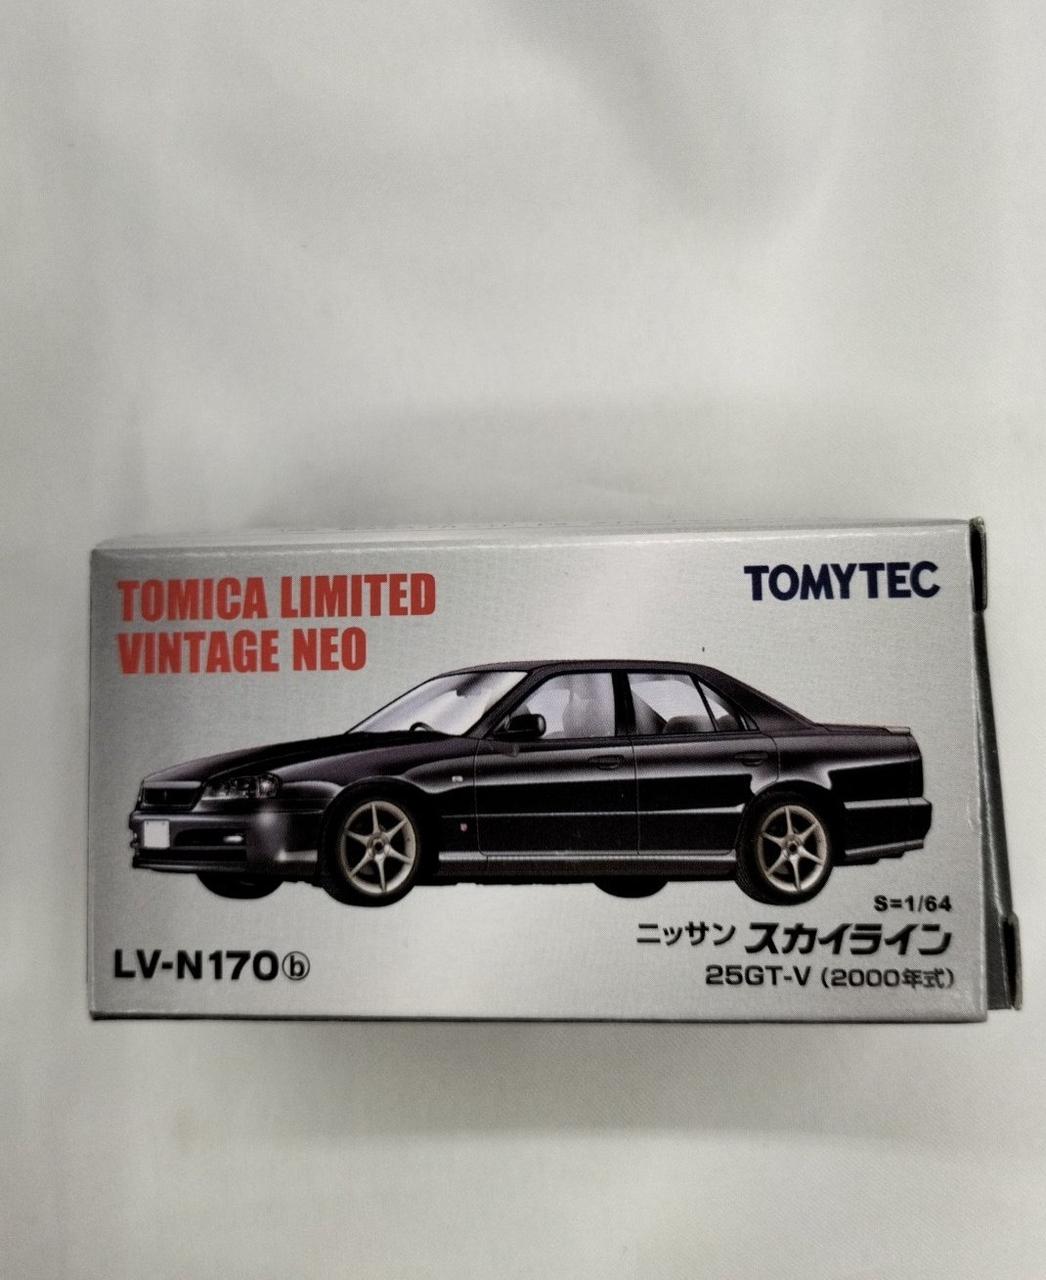 TOMICA LIMITED
VINTAGE NEO
TOMYTEC
S=1/64
ニッサン スカイライン
25GT-V (2000年式)
LV-N170ⓑ